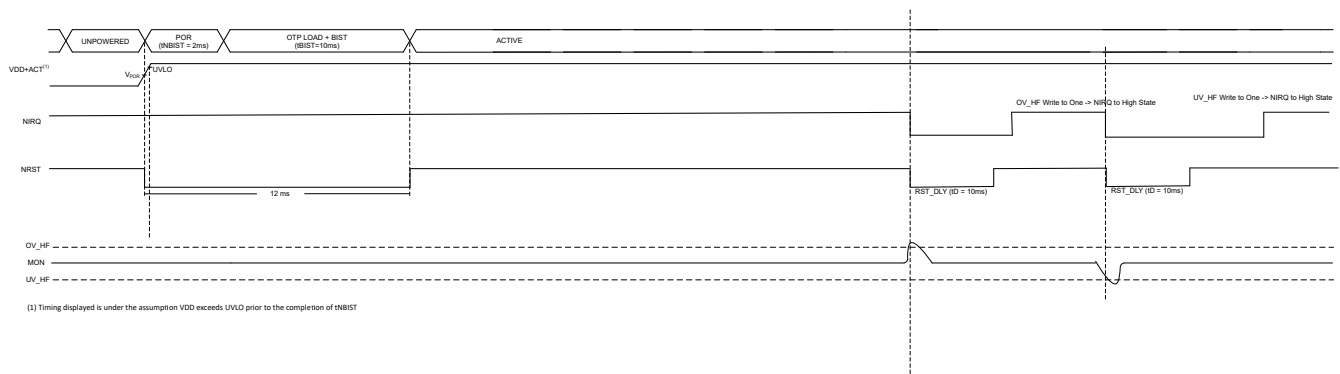 UNPOWERED
POR
(tNBIST = 2ms)
OTP LOAD + BIST
(tBIST=10ms)
ACTIVE
VDD+ACT(1)
VPOR
UVLO
OV_HF Write to One -> NIRQ to High State
UV_HF Write to One -> NIRQ to High State
NIRQ
NRST
12 ms
RST_DLY (tD = 10ms)
RST_DLY (tD = 10ms)
OV_HF
MON
UV_HF
(1) Timing displayed is under the assumption VDD exceeds UVLO prior to the completion of tNBIST